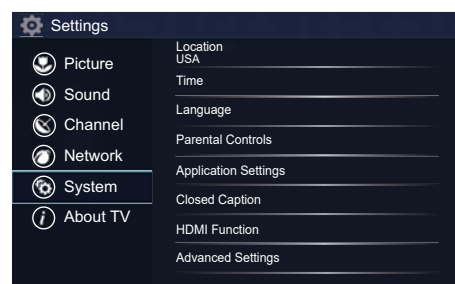 Settings
Picture
Sound
Channel
Network
System
About TV
Location
USA
Time
Language
Parental Controls
Application Settings
Closed Caption
HDMI Function
Advanced Settings